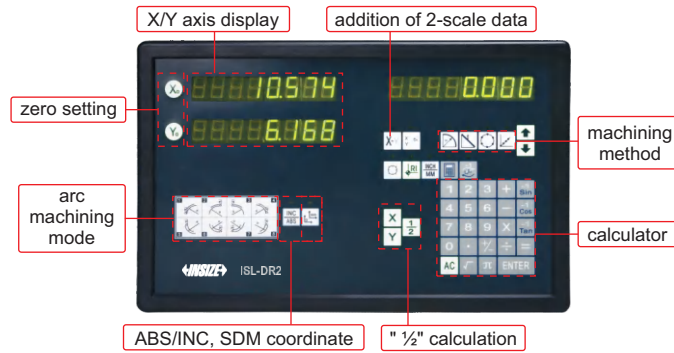 X/Y axis display
addition of 2-scale data
zero setting
X₀ 10.574
0.000
Y₀ 6.168
machining
method
arc
machining
mode
INC
ABS
R
INCH
MM
X
Y
1
2
1 2 3 + Sin
4 5 6 - Cos
7 8 9 X Tan
0 . +/- ÷ =
AC √ π ENTER
calculator
INSIZE ISL-DR2
ABS/INC, SDM coordinate
" ½" calculation